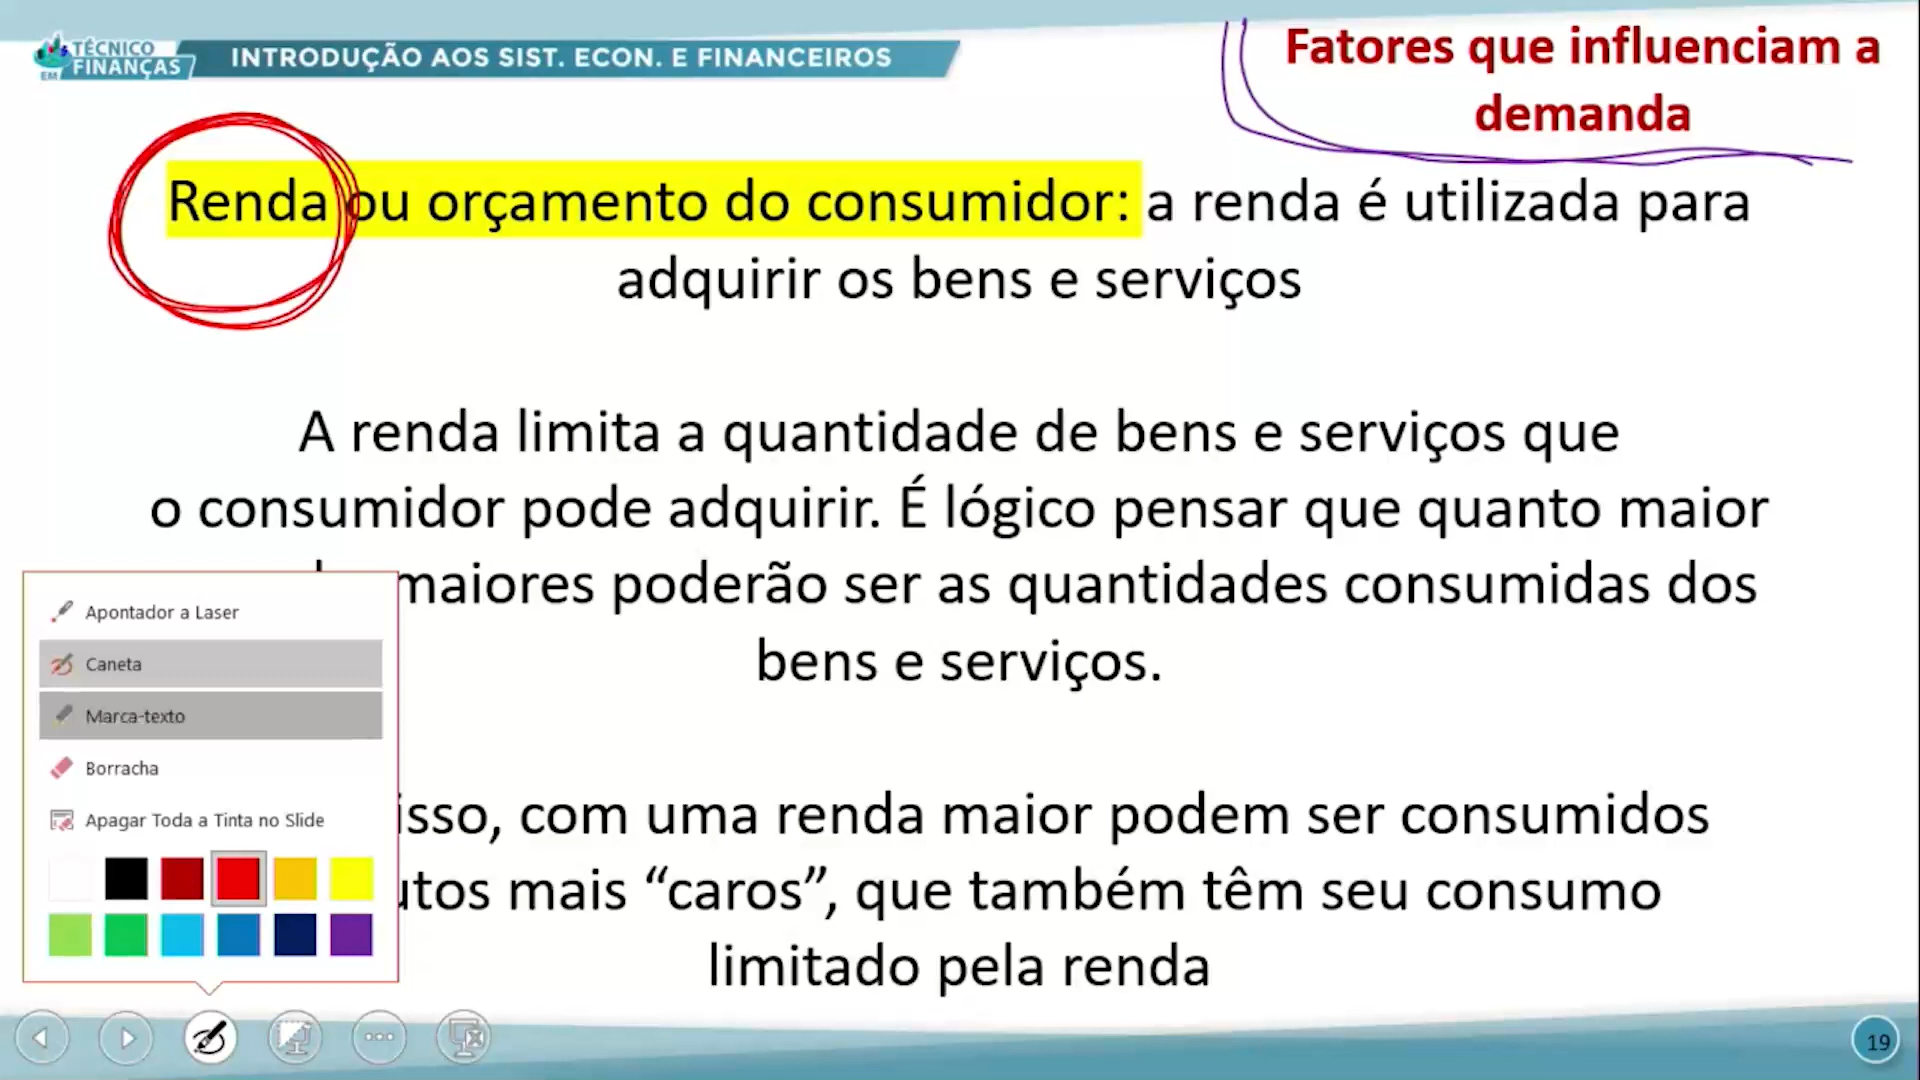 TÉCNICO
EM FINANÇAS
INTRODUÇÃO AOS SIST. ECON. E FINANCEIROS
Fatores que influenciam a
demanda
Renda ou orçamento do consumidor: a renda é utilizada para
adquirir os bens e serviços
A renda limita a quantidade de bens e serviços que
o consumidor pode adquirir. É lógico pensar que quanto maior
maiores poderão ser as quantidades consumidas dos
bens e serviços.
isso, com uma renda maior podem ser consumidos
utos mais “caros”, que também têm seu consumo
limitado pela renda
Apontador a Laser
Caneta
Marca-texto
Borracha
Apagar Toda a Tinta no Slide
19